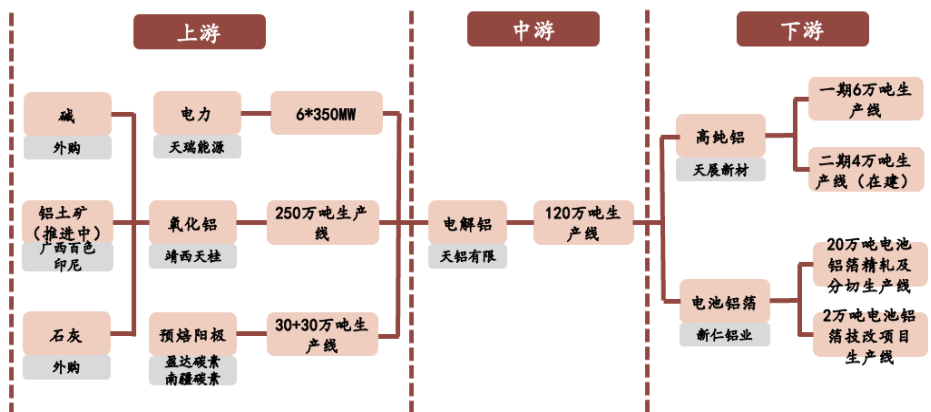 上游
中游
下游
碱
外购
铝土矿
（推进中）
广西百色
印尼
石灰
外购
电力
天瑞能源
6*350MW
氧化铝
靖西天桂
250万吨生产
线
预焙阳极
盈达碳素
南疆碳素
30+30万吨生
产线
电解铝
天铝有限
120万吨生
产线
高纯铝
天展新材
一期6万吨生
产线
二期4万吨生
产线（在建）
电池铝箔
新仁铝业
20万吨电池
铝箔精轧及
分切生产线
2万吨电池铝
箔技改项目
生产线